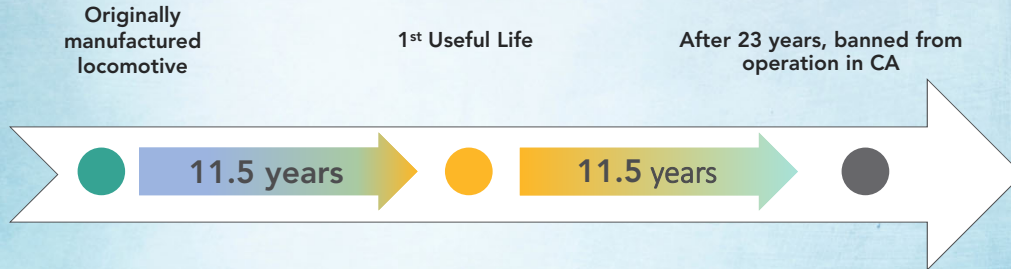 Originally
manufactured
locomotive
1st Useful Life
After 23 years, banned from
operation in CA
11.5 years
11.5 years